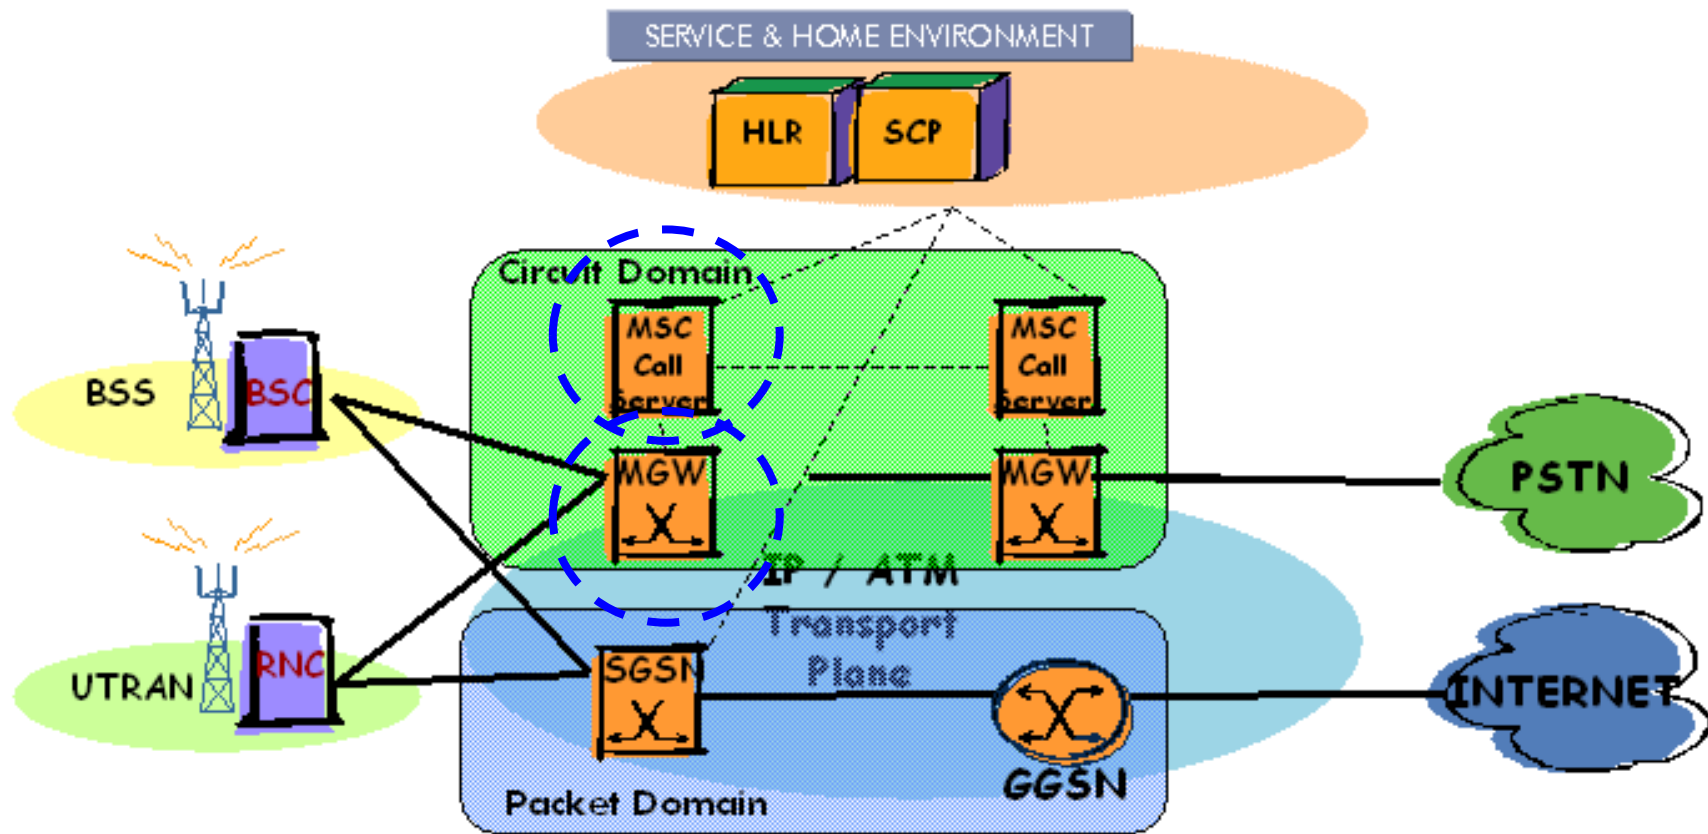 SERVICE & HOME ENVIRONMENT
HLR
SCP
Circuit Domain
MSC
Call
Server
MSC
Call
Server
BSS
BSC
MGW
MGW
PSTN
IP / ATM
Transport
Plane
UTRAN
RNC
SGSN
GGSN
INTERNET
Packet Domain